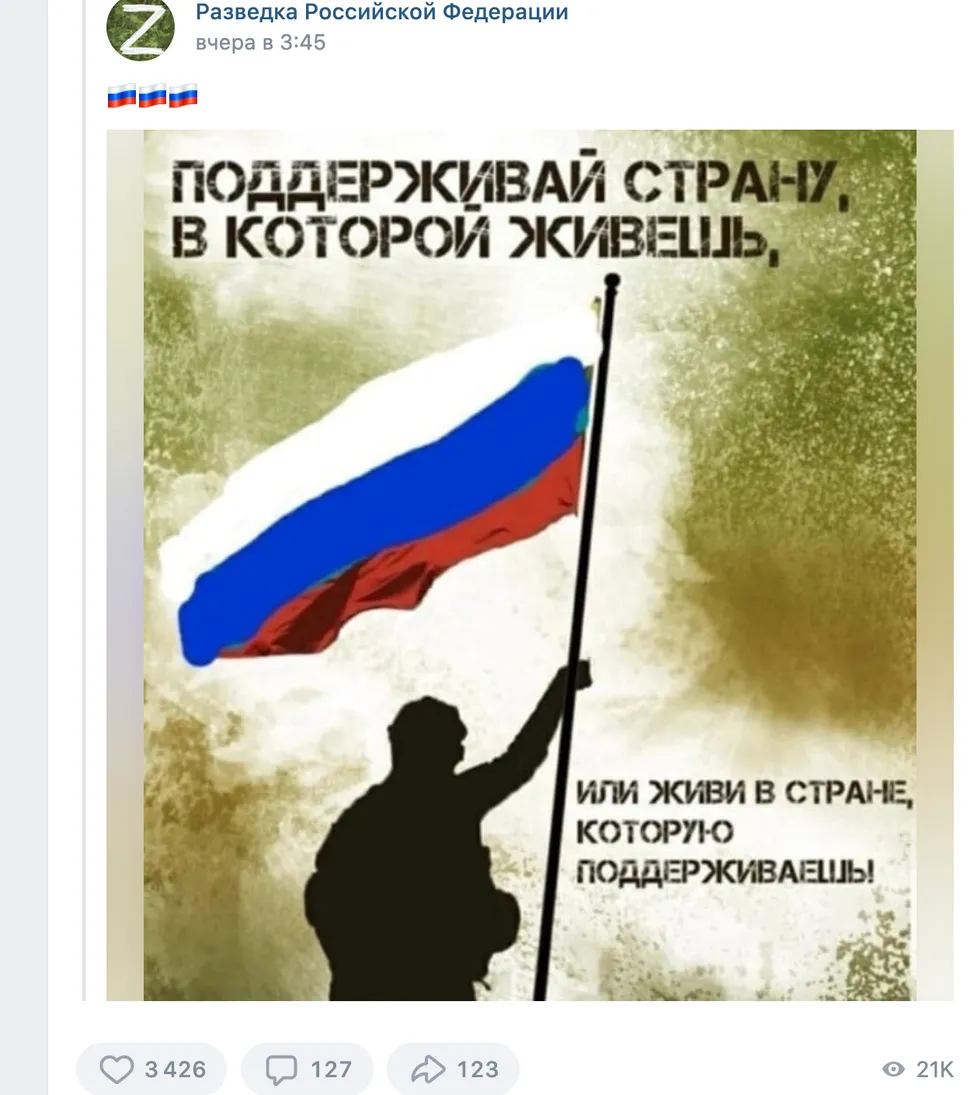 Z
Разведка Российской Федерации
вчера в 3:45
ПОДДЕРЖИВАЙ СТРАНУ,
В КОТОРОЙ ЖИВЕШЬ,
ИЛИ ЖИВИ В СТРАНЕ,
КОТОРУЮ
ПОДДЕРЖИВАЕШЬ!
3 426
127
123
21K